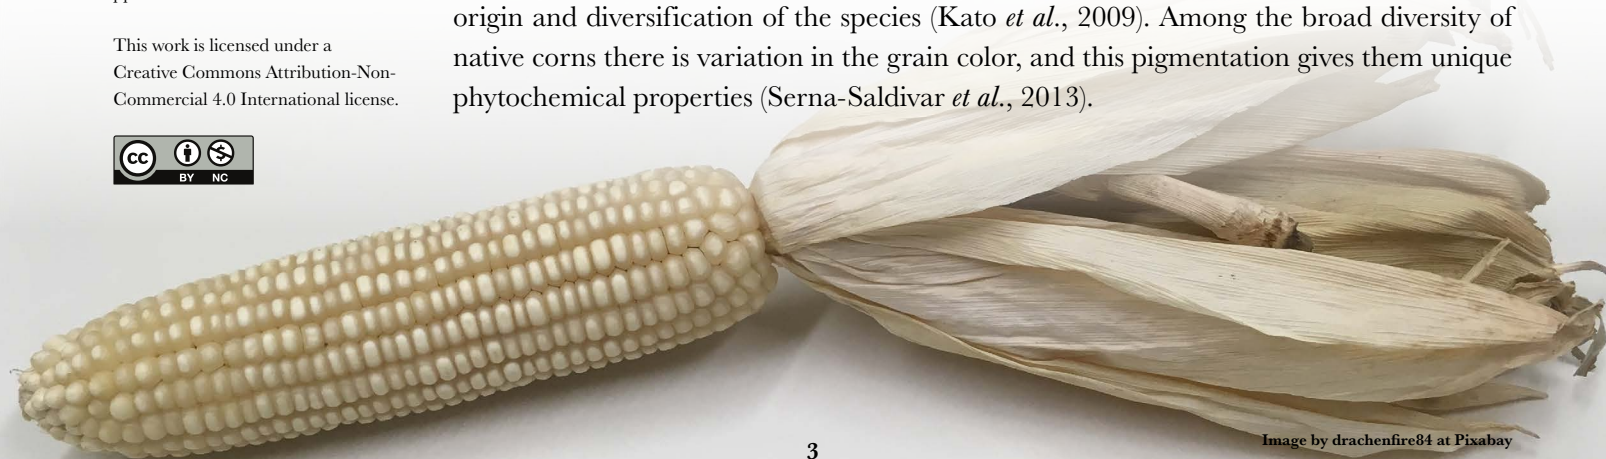 This work is licensed under a
Creative Commons Attribution-Non-
Commercial 4.0 International license.
CC BY NC
origin and diversification of the species (Kato et al., 2009). Among the broad diversity of
native corns there is variation in the grain color, and this pigmentation gives them unique
phytochemical properties (Serna-Saldivar et al., 2013).
Image by drachenfire84 at Pixabay
3